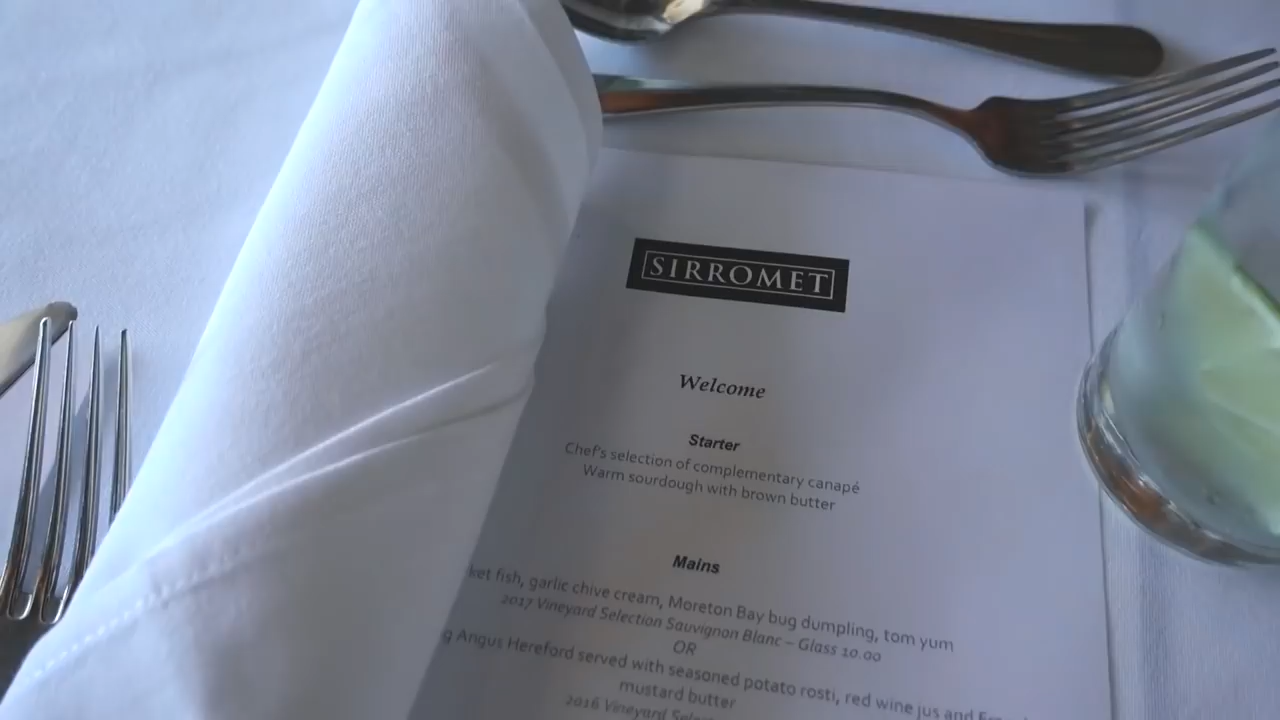 SIRROMET
Welcome
Starter
Chef's selection of complementary canapé
Warm sourdough with brown butter
Mains
fish, garlic chive cream, Moreton Bay bug dumpling, tom yum
2017 Vineyard Selection Sauvignon Blanc – Glass 10.00
OR
Angus Hereford served with seasoned potato rosti, red wine jus and
mustard butter
2016 Vineyard